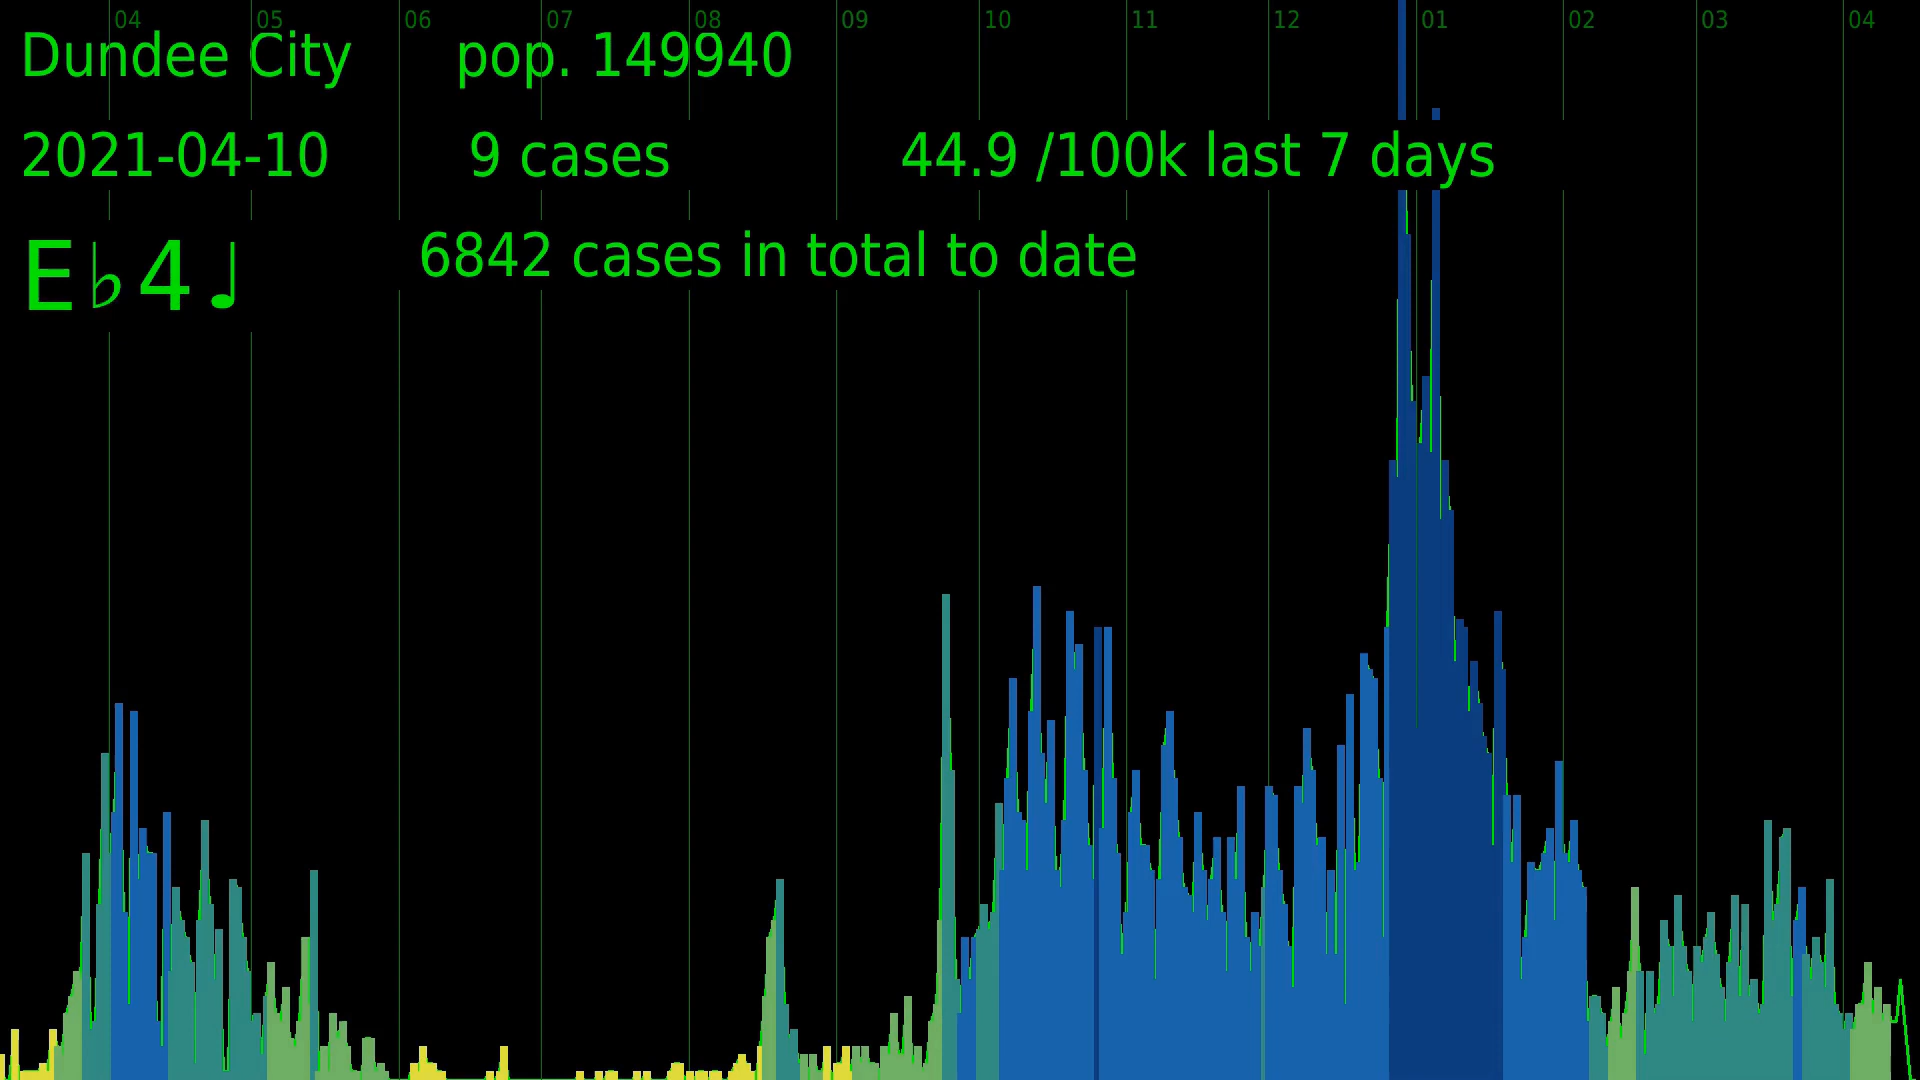 04 05 06 07 08 09 10 11 12 01 02 03 04
Dundee City pop. 149940
2021-04-10 9 cases 44.9 /100k last 7 days
E♭4♩ 6842 cases in total to date